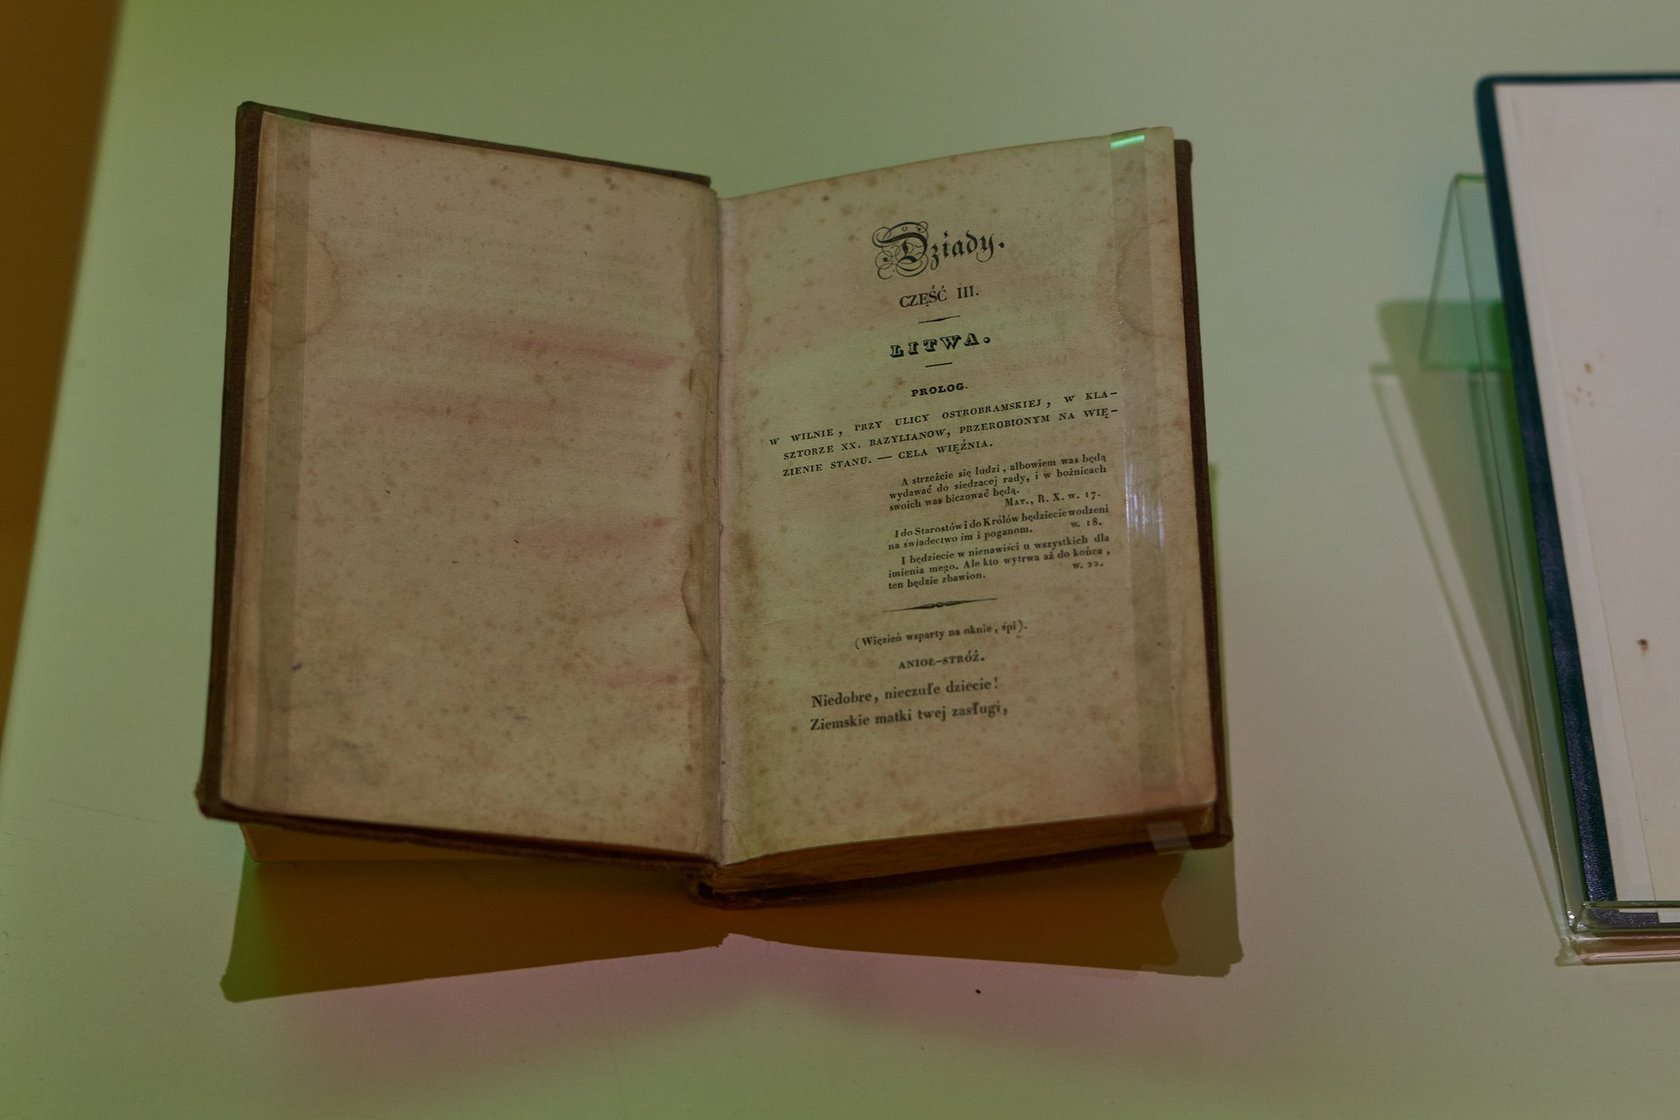 Dziady.
CZĘŚĆ III.
LITWA.
PROLOG.
W WILNIE, PRZY ULICY OSTROBRAMSKIEJ, W KLA-
SZTORZE XX. BAZYLIANOW, PRZEROBIONYM NA WIĘ-
ZIENIE STANU. — CELA WIĘŹNIA.
A strzeżcie się ludzi, albowiem was będą
wydawać do siedzacej rady, i w bożnicach
swoich was biczować będą.
MAT., R. X. w. 17.
I do Starostów i do Królów będziecie wodzeni
na świadectwo im i poganom. w. 18.
I będziecie w nienawiści u wszystkich dla
imienia mego. Ale kto wytrwa aż do końca,
ten będzie zbawion. w. 22.
(Więzień wsparty na oknie, śpi).
ANIOŁ-STRÓŻ.
Niedobre, nieczułe dziecie!
Ziemskie matki twej zasługi,